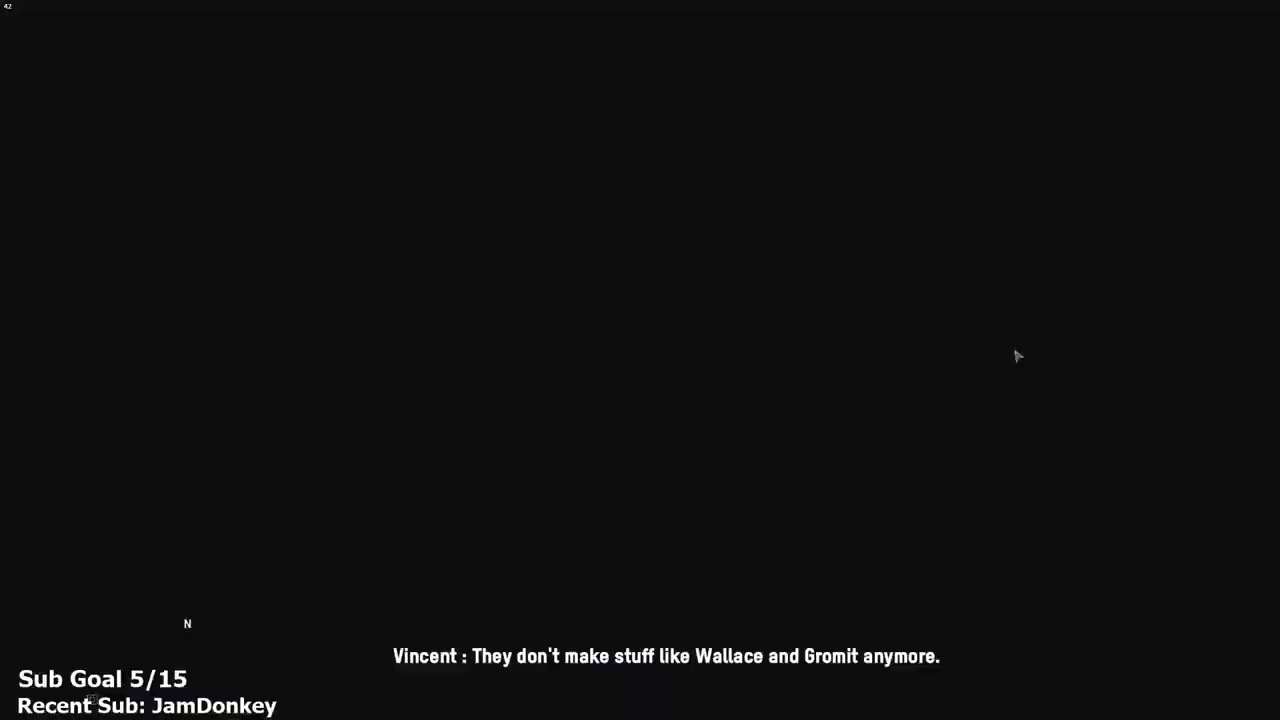 42
N
Vincent : They don't make stuff like Wallace and Gromit anymore.
Sub Goal 5/15
Recent Sub: JamDonkey